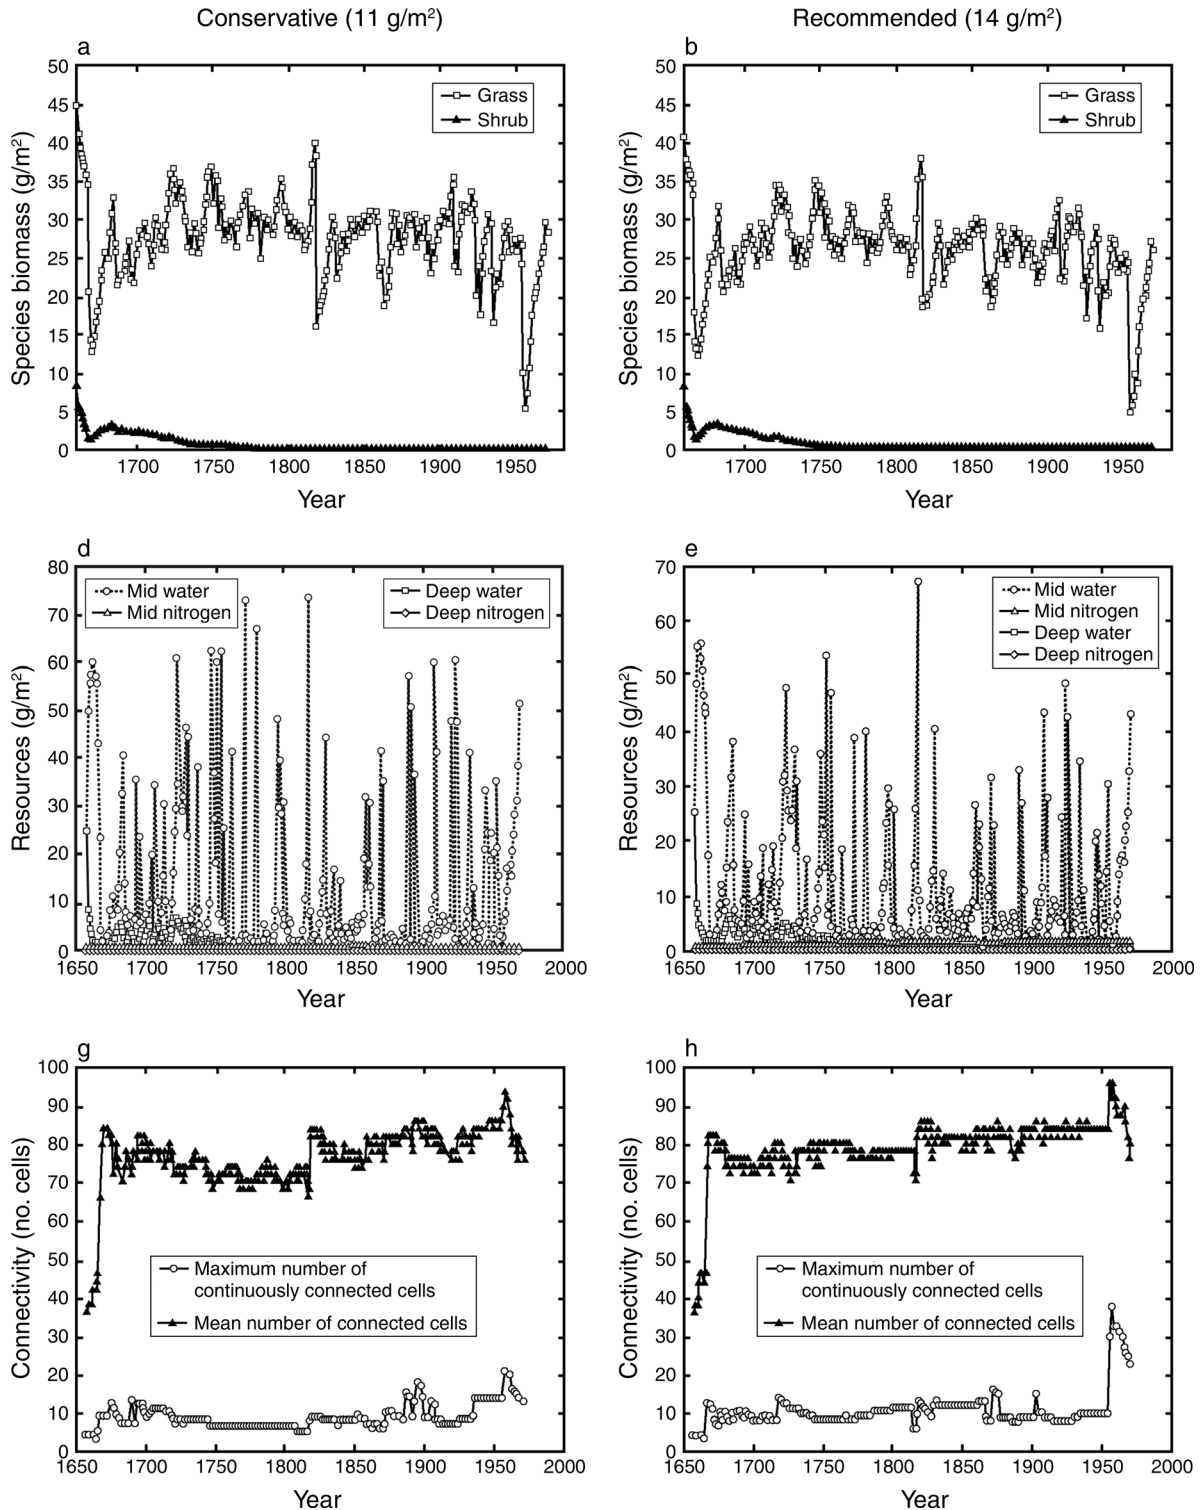 Conservative (11 g/m²)
Recommended (14 g/m²)
a
50
45
40
35
30
25
20
15
10
5
0
Species biomass (g/m²)
Grass
Shrub
1700
1750
1800
1850
1900
1950
Year
b
50
45
40
35
30
25
20
15
10
5
0
Species biomass (g/m²)
Grass
Shrub
1700
1750
1800
1850
1900
1950
Year
d
80
70
60
50
40
30
20
10
0
Resources (g/m²)
Mid water
Mid nitrogen
Deep water
Deep nitrogen
1650
1700
1750
1800
1850
1900
1950
2000
Year
e
70
60
50
40
30
20
10
0
Resources (g/m²)
Mid water
Mid nitrogen
Deep water
Deep nitrogen
1650
1700
1750
1800
1850
1900
1950
2000
Year
g
100
90
80
70
60
50
40
30
20
10
0
Connectivity (no. cells)
Maximum number of
continuously connected cells
Mean number of connected cells
1650
1700
1750
1800
1850
1900
1950
2000
Year
h
100
90
80
70
60
50
40
30
20
10
0
Connectivity (no. cells)
Maximum number of
continuously connected cells
Mean number of connected cells
1650
1700
1750
1800
1850
1900
1950
2000
Year